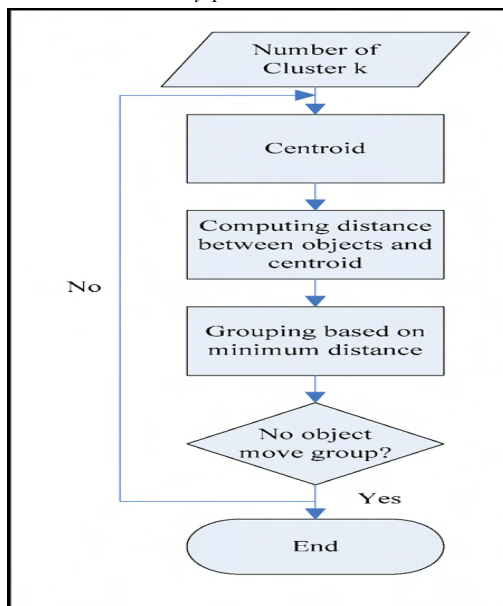 Number of
Cluster k
Centroid
Computing distance
between objects and
centroid
No
Grouping based on
minimum distance
No object
move group?
Yes
End